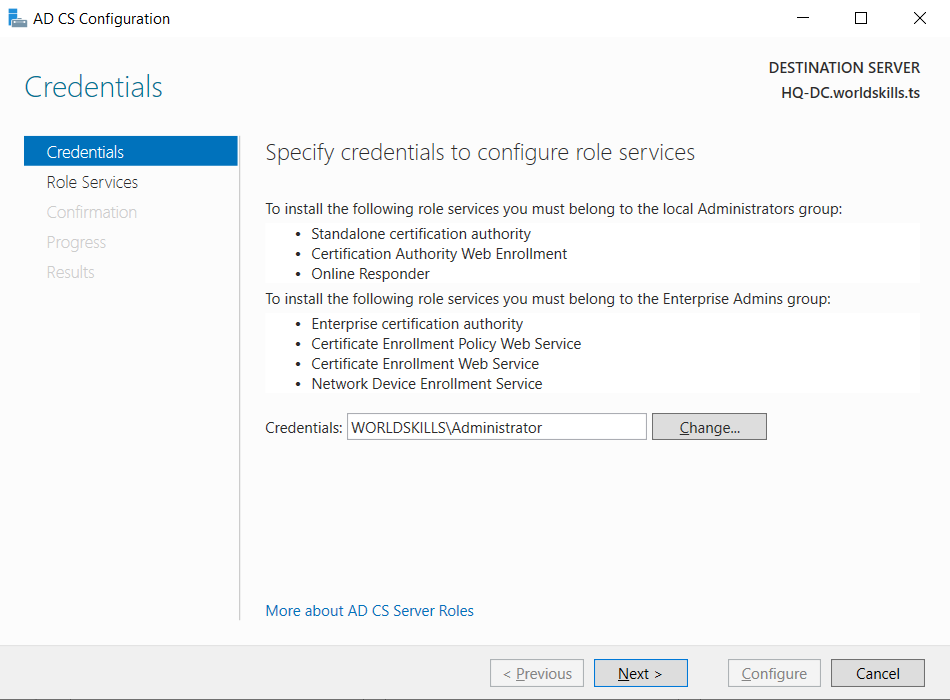 AD CS Configuration
Credentials
DESTINATION SERVER
HQ-DC.worldskills.ts
Credentials
Role Services
Confirmation
Progress
Results
Specify credentials to configure role services
To install the following role services you must belong to the local Administrators group:
• Standalone certification authority
• Certification Authority Web Enrollment
• Online Responder
To install the following role services you must belong to the Enterprise Admins group:
• Enterprise certification authority
• Certificate Enrollment Policy Web Service
• Certificate Enrollment Web Service
• Network Device Enrollment Service
Credentials: WORLDSKILLS\Administrator Change...
More about AD CS Server Roles
< Previous Next > Configure Cancel